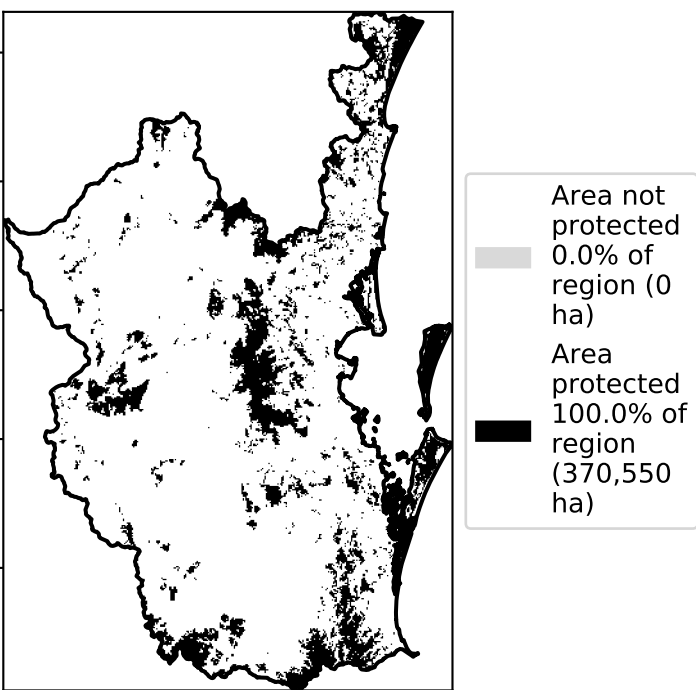 Area not
protected
0.0% of
region (0
ha)
Area
protected
100.0% of
region
(370,550
ha)